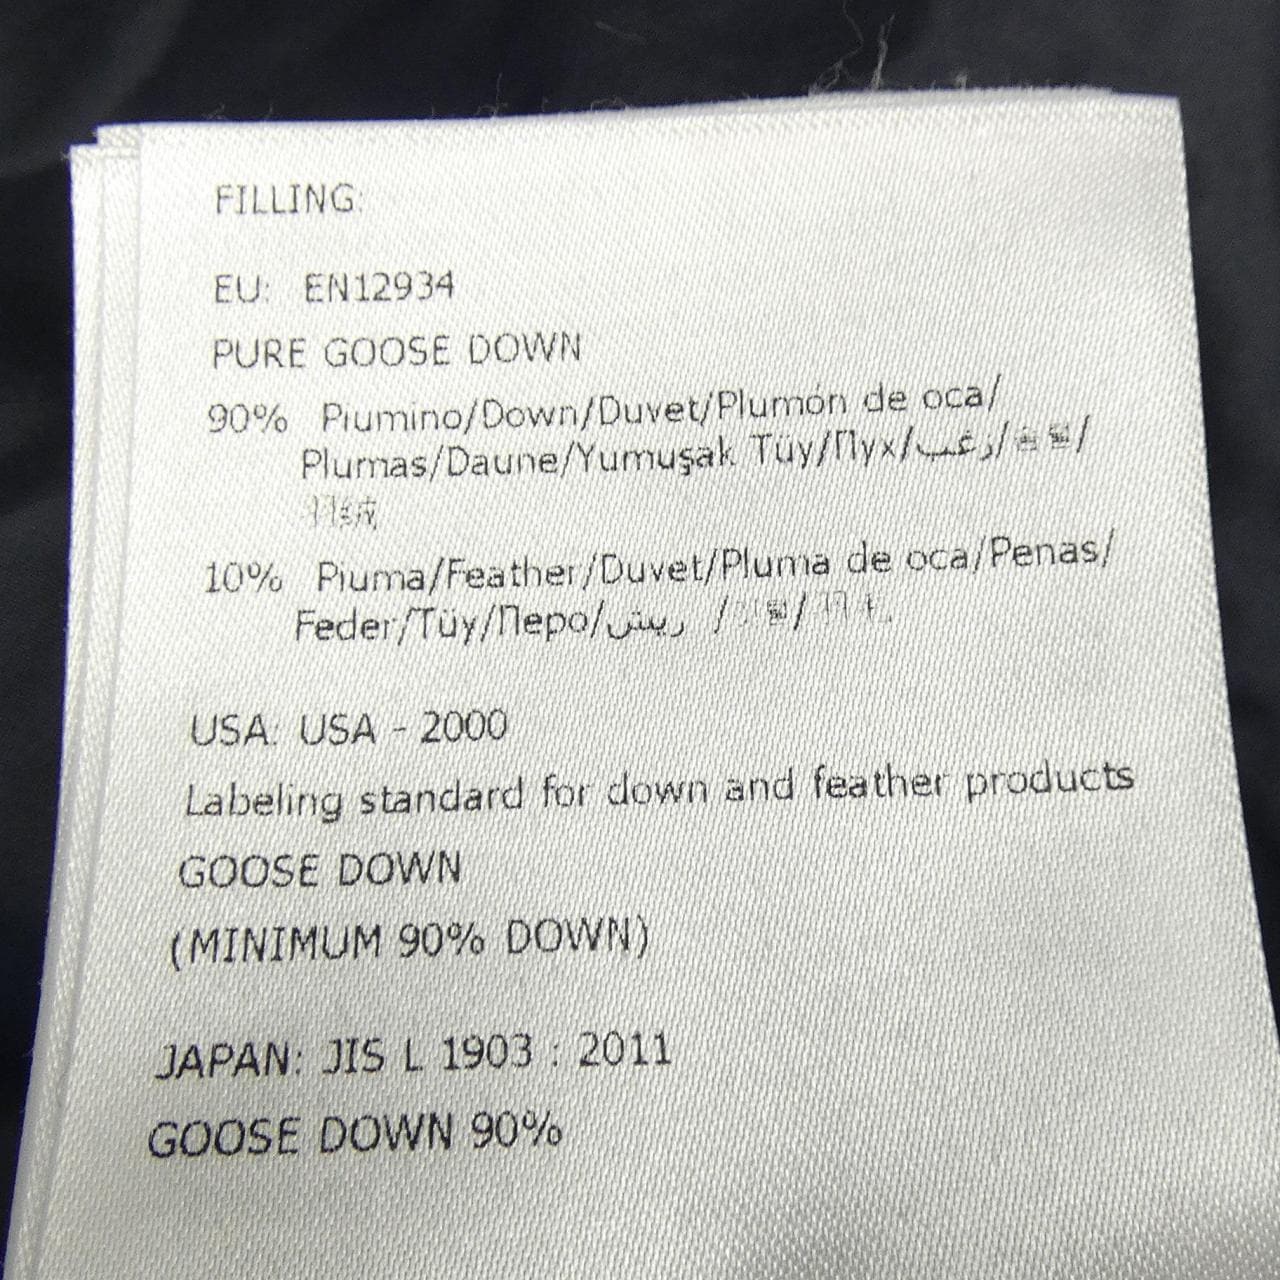 FILLING:
EU: EN12934
PURE GOOSE DOWN
90% Piumino/Down/Duvet/Plumón de oca/
Plumas/Daune/Yumuşak Tüy/Пух/زغب/
羽绒
10% Piuma/Feather/Duvet/Pluma de oca/Penas/
Feder/Tüy/Перо/ريش /
USA: USA - 2000
Labeling standard for down and feather products
GOOSE DOWN
(MINIMUM 90% DOWN)
JAPAN: JIS L 1903 : 2011
GOOSE DOWN 90%